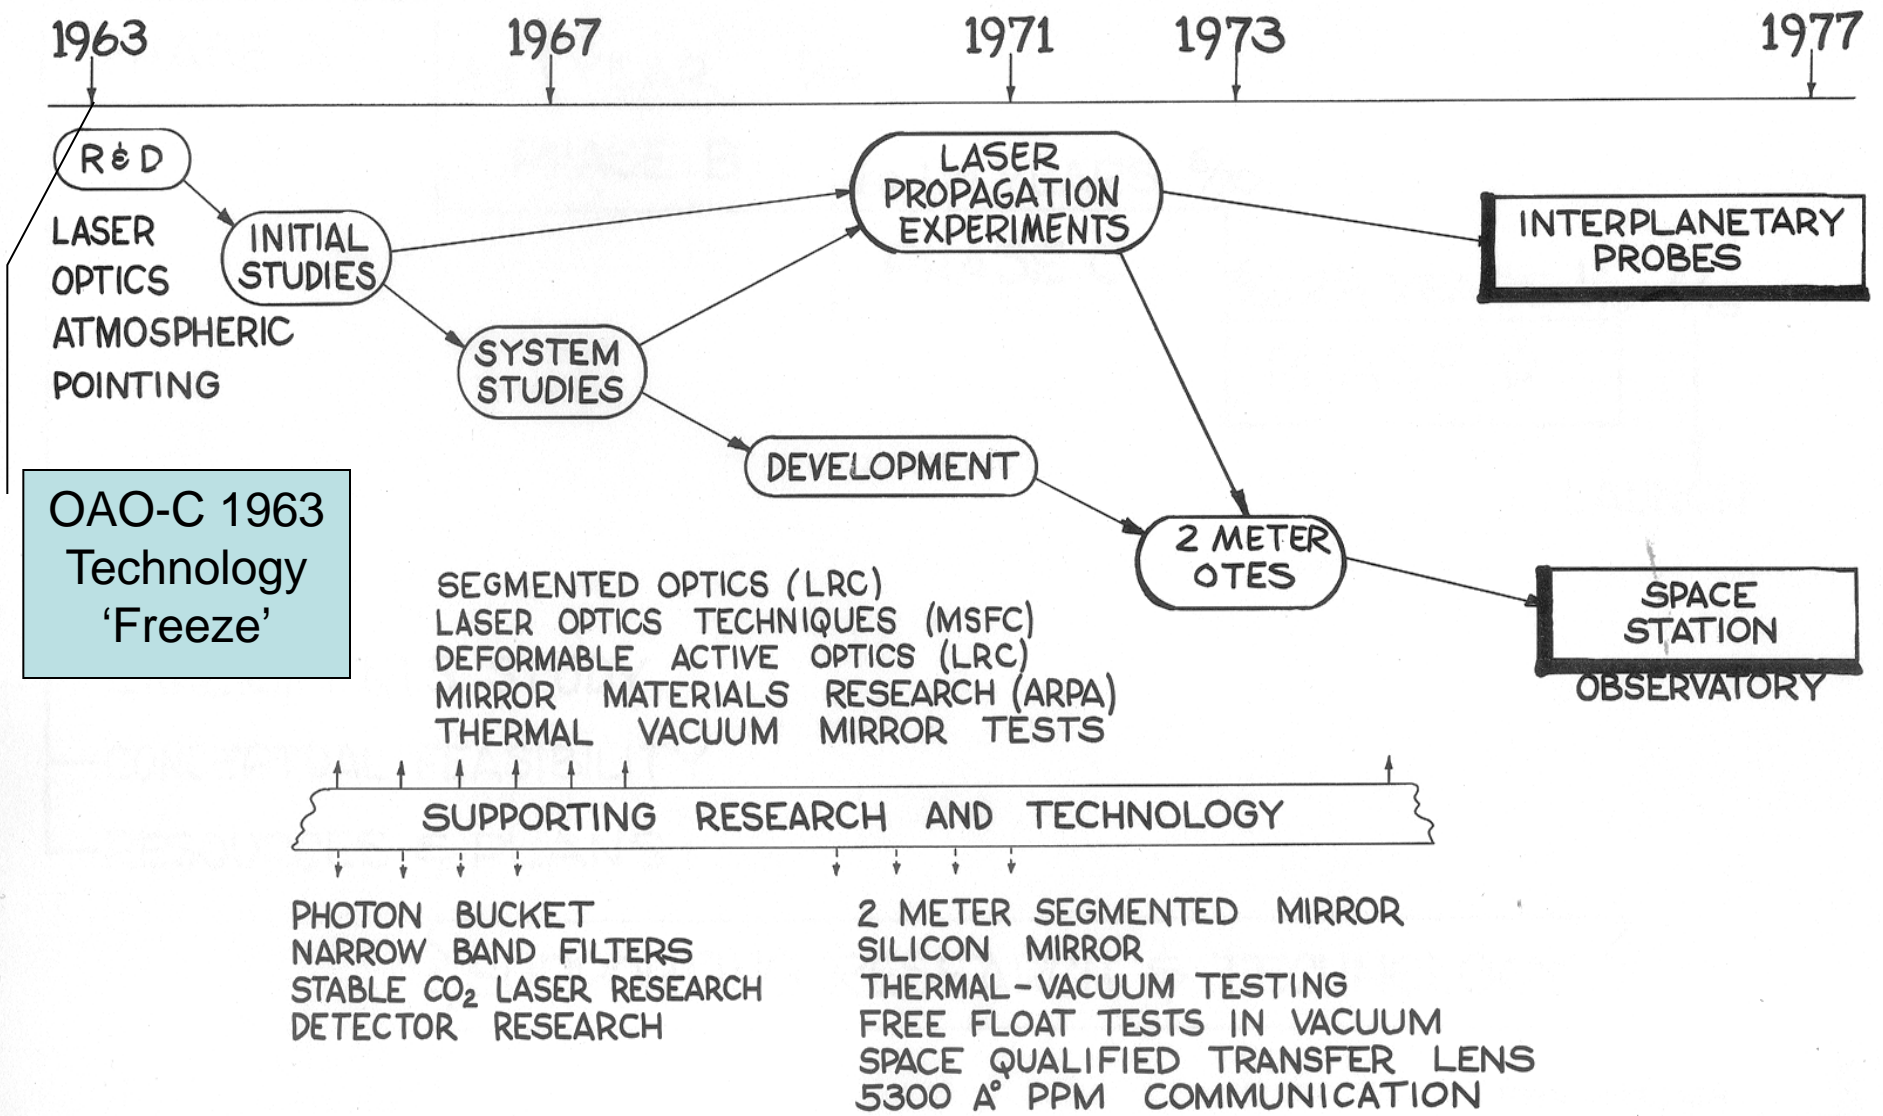 1963 1967 1971 1973 1977
R & D
LASER
OPTICS
ATMOSPHERIC
POINTING
INITIAL
STUDIES
SYSTEM
STUDIES
LASER
PROPAGATION
EXPERIMENTS
INTERPLANETARY
PROBES
DEVELOPMENT
2 METER
OTES
SPACE
STATION
OBSERVATORY
OAO-C 1963
Technology
‘Freeze’
SEGMENTED OPTICS (LRC)
LASER OPTICS TECHNIQUES (MSFC)
DEFORMABLE ACTIVE OPTICS (LRC)
MIRROR MATERIALS RESEARCH (ARPA)
THERMAL VACUUM MIRROR TESTS
SUPPORTING RESEARCH AND TECHNOLOGY
PHOTON BUCKET
NARROW BAND FILTERS
STABLE CO₂ LASER RESEARCH
DETECTOR RESEARCH
2 METER SEGMENTED MIRROR
SILICON MIRROR
THERMAL-VACUUM TESTING
FREE FLOAT TESTS IN VACUUM
SPACE QUALIFIED TRANSFER LENS
5300 A° PPM COMMUNICATION